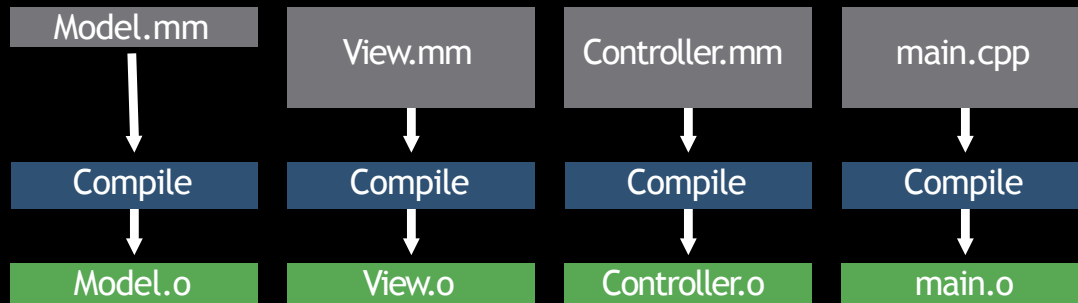 Model.mm
View.mm
Controller.mm
main.cpp
Compile
Compile
Compile
Compile
Model.o
View.o
Controller.o
main.o